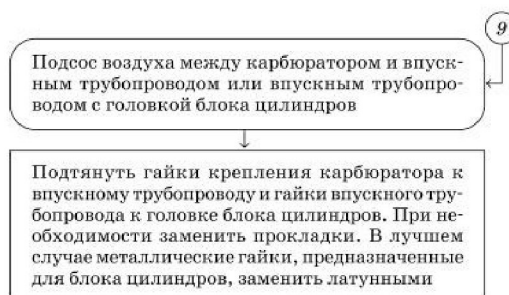 9
Подсос воздуха между карбюратором и впуск-
ным трубопроводом или впускным трубопро-
водом с головкой блока цилиндров
Подтянуть гайки крепления карбюратора к
впускному трубопроводу и гайки впускного тру-
бопровода к головке блока цилиндров. При не-
обходимости заменить прокладки. В лучшем
случае металлические гайки, предназначенные
для блока цилиндров, заменить латунными